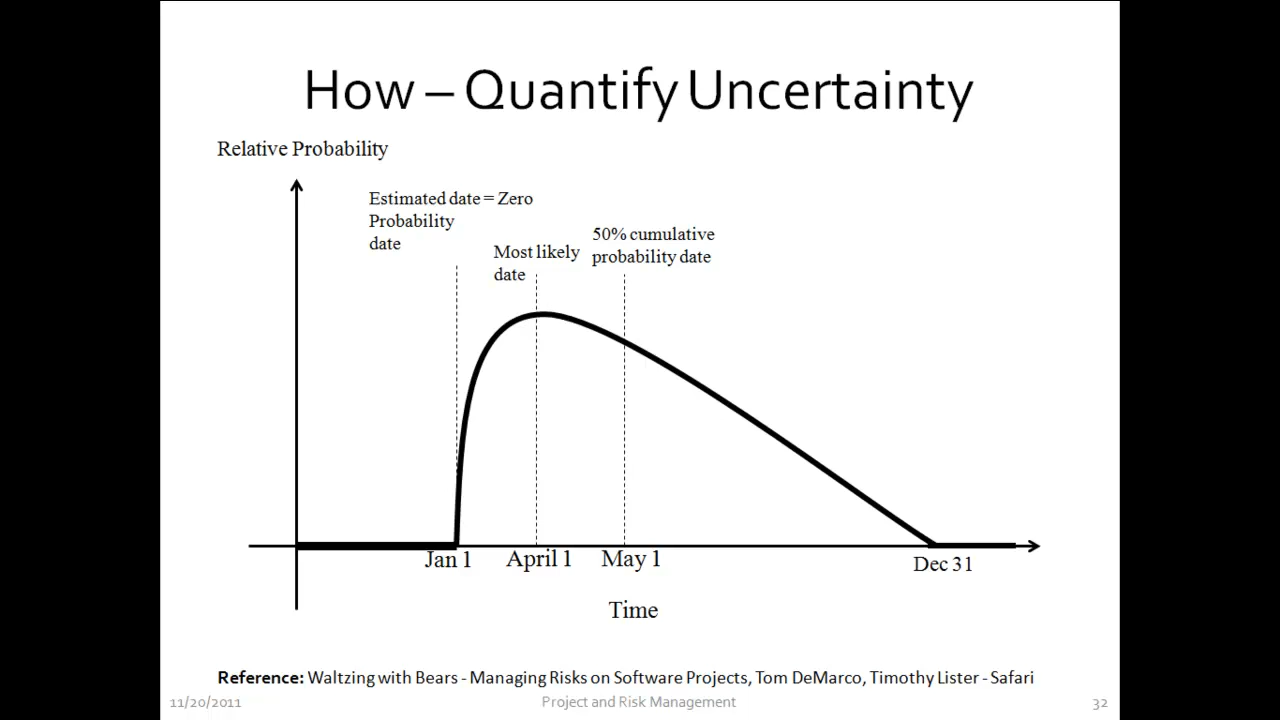 How – Quantify Uncertainty
Relative Probability
Estimated date = Zero
Probability
date
Most likely
date
50% cumulative
probability date
Jan 1
April 1
May 1
Dec 31
Time
Reference: Waltzing with Bears - Managing Risks on Software Projects, Tom DeMarco, Timothy Lister - Safari
11/20/2011
Project and Risk Management
32